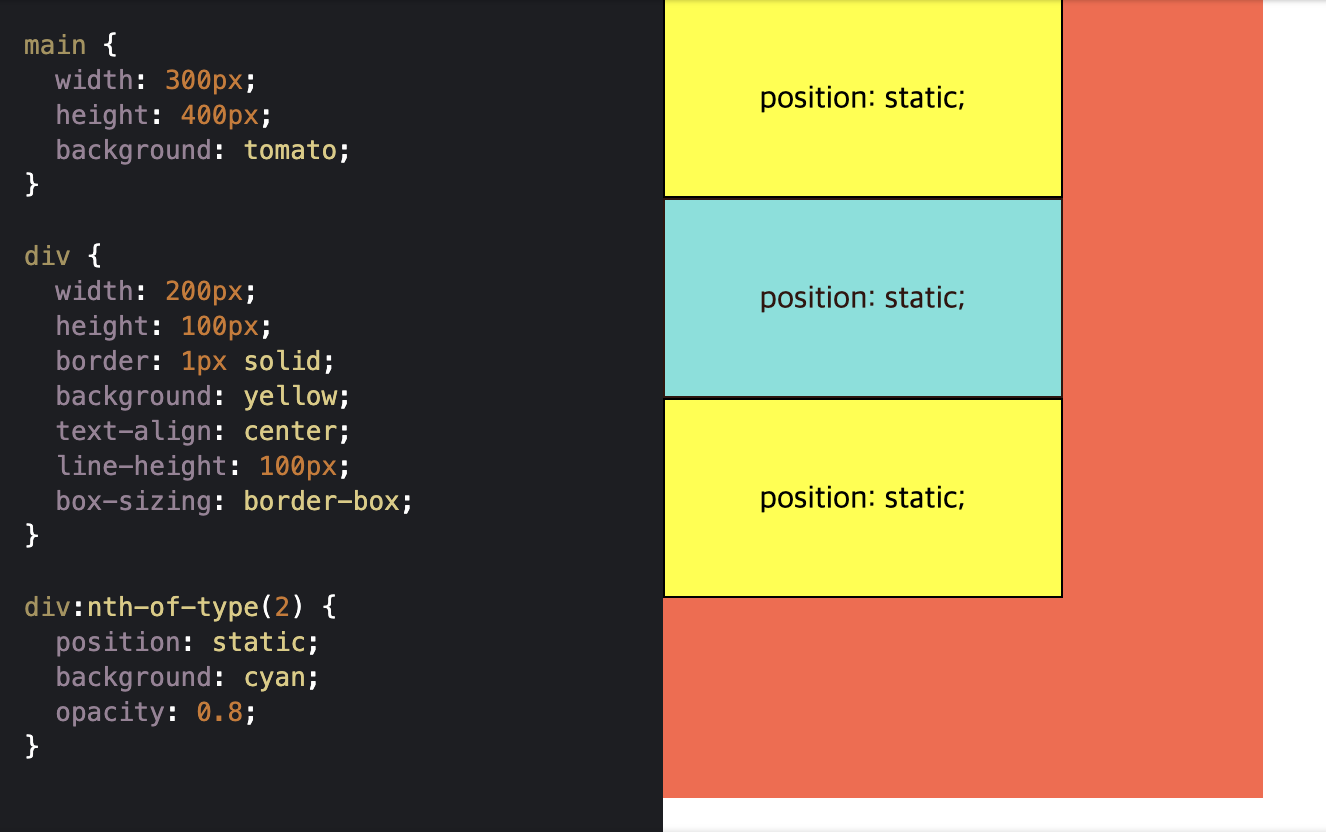 main {
  width: 300px;
  height: 400px;
  background: tomato;
}

div {
  width: 200px;
  height: 100px;
  border: 1px solid;
  background: yellow;
  text-align: center;
  line-height: 100px;
  box-sizing: border-box;
}

div:nth-of-type(2) {
  position: static;
  background: cyan;
  opacity: 0.8;
}
position: static;
position: static;
position: static;